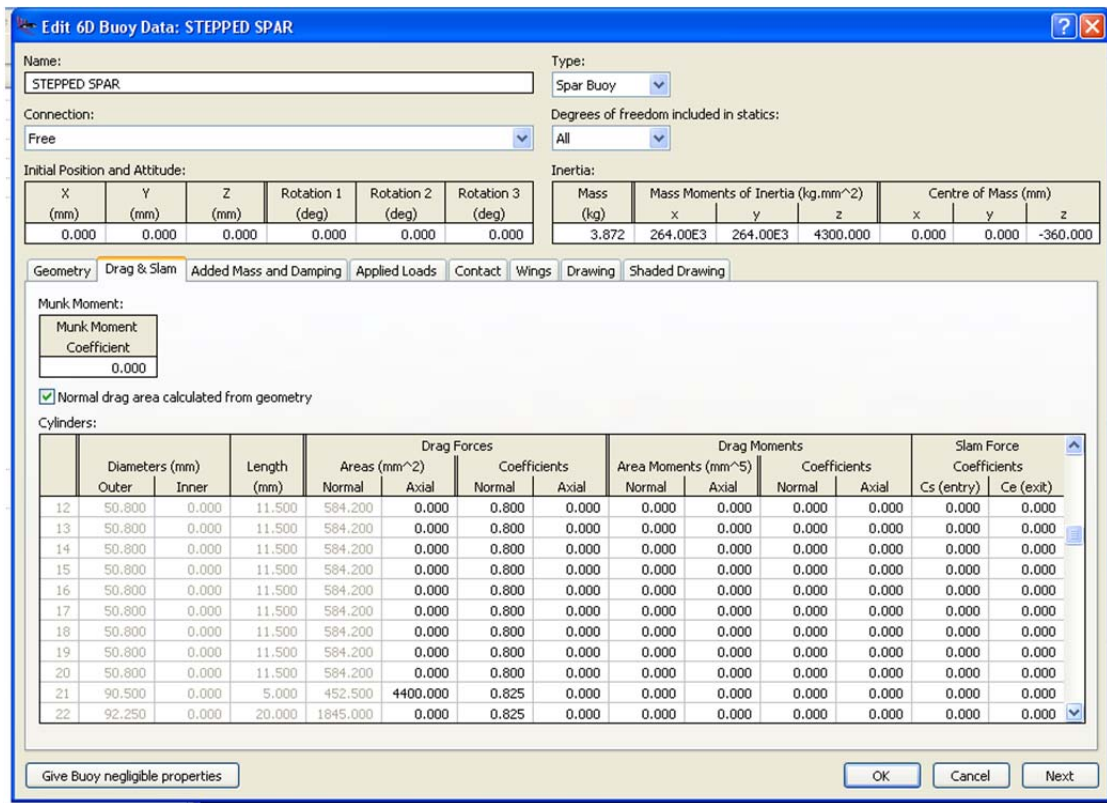 Edit 6D Buoy Data: STEPPED SPAR
Name: Type:
STEPPED SPAR Spar Buoy
Connection: Degrees of freedom included in statics:
Free All
Initial Position and Attitude: Inertia:
X Y Z Rotation 1 Rotation 2 Rotation 3 Mass Mass Moments of Inertia (kg.mm^2) Centre of Mass (mm)
(mm) (mm) (mm) (deg) (deg) (deg) (kg) x y z x y z
0.000 0.000 0.000 0.000 0.000 0.000 3.872 264.00E3 264.00E3 4300.000 0.000 0.000 -360.000
Geometry Drag & Slam Added Mass and Damping Applied Loads Contact Wings Drawing Shaded Drawing
Munk Moment:
Munk Moment
Coefficient
0.000
Normal drag area calculated from geometry
Cylinders:
Drag Forces Drag Moments Slam Force
Diameters (mm) Length Areas (mm^2) Coefficients Area Moments (mm^5) Coefficients Coefficients
Outer Inner (mm) Normal Axial Normal Axial Normal Axial Normal Axial Cs (entry) Ce (exit)
12 50.800 0.000 11.500 584.200 0.000 0.800 0.000 0.000 0.000 0.000 0.000 0.000 0.000
13 50.800 0.000 11.500 584.200 0.000 0.800 0.000 0.000 0.000 0.000 0.000 0.000 0.000
14 50.800 0.000 11.500 584.200 0.000 0.800 0.000 0.000 0.000 0.000 0.000 0.000 0.000
15 50.800 0.000 11.500 584.200 0.000 0.800 0.000 0.000 0.000 0.000 0.000 0.000 0.000
16 50.800 0.000 11.500 584.200 0.000 0.800 0.000 0.000 0.000 0.000 0.000 0.000 0.000
17 50.800 0.000 11.500 584.200 0.000 0.800 0.000 0.000 0.000 0.000 0.000 0.000 0.000
18 50.800 0.000 11.500 584.200 0.000 0.800 0.000 0.000 0.000 0.000 0.000 0.000 0.000
19 50.800 0.000 11.500 584.200 0.000 0.800 0.000 0.000 0.000 0.000 0.000 0.000 0.000
20 50.800 0.000 11.500 584.200 0.000 0.800 0.000 0.000 0.000 0.000 0.000 0.000 0.000
21 90.500 0.000 5.000 452.500 4400.000 0.825 0.000 0.000 0.000 0.000 0.000 0.000 0.000
22 92.250 0.000 20.000 1845.000 0.000 0.825 0.000 0.000 0.000 0.000 0.000 0.000 0.000
Give Buoy negligible properties OK Cancel Next